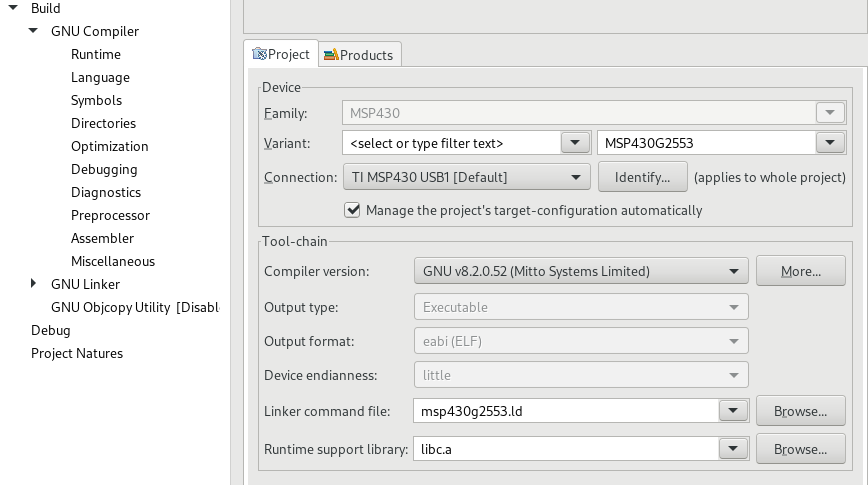 Build
GNU Compiler
Runtime
Language
Symbols
Directories
Optimization
Debugging
Diagnostics
Preprocessor
Assembler
Miscellaneous
GNU Linker
GNU Objcopy Utility [Disabl
Debug
Project Natures
Project Products
Device
Family: MSP430
Variant: <select or type filter text> MSP430G2553
Connection: TI MSP430 USB1 [Default] Identify... (applies to whole project)
Manage the project's target-configuration automatically
Tool-chain
Compiler version: GNU v8.2.0.52 (Mitto Systems Limited) More...
Output type: Executable
Output format: eabi (ELF)
Device endianness: little
Linker command file: msp430g2553.ld Browse...
Runtime support library: libc.a Browse...